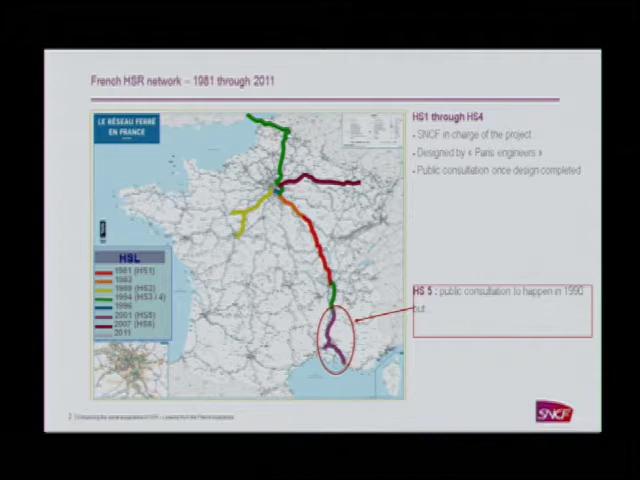 French HSR network – 1981 through 2011
LE RÉSEAU FERRÉ
EN FRANCE
HSL
1981 (HS1)
1983
1989 (HS2)
1994 (HS3 / 4)
1996
2001 (HS5)
2007 (HS6)
2011
HS1 through HS4
- SNCF in charge of the project
- Designed by « Paris engineers »
- Public consultation once design completed
HS 5 : public consultation to happen in 1990
but
2
SNCF